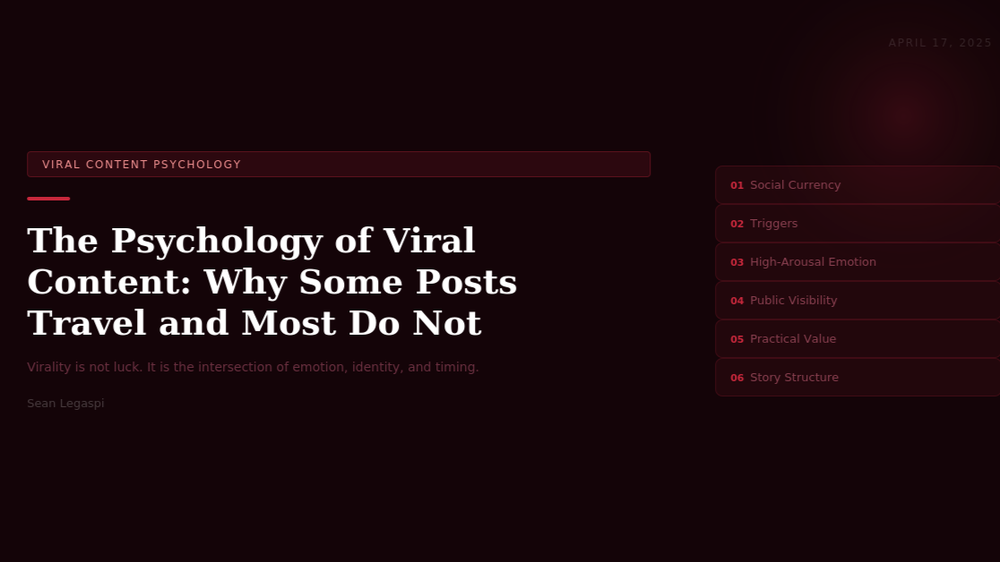 APRIL 17, 2025
VIRAL CONTENT PSYCHOLOGY
The Psychology of Viral
Content: Why Some Posts
Travel and Most Do Not
Virality is not luck. It is the intersection of emotion, identity, and timing.
Sean Legaspi
01 Social Currency
02 Triggers
03 High-Arousal Emotion
04 Public Visibility
05 Practical Value
06 Story Structure